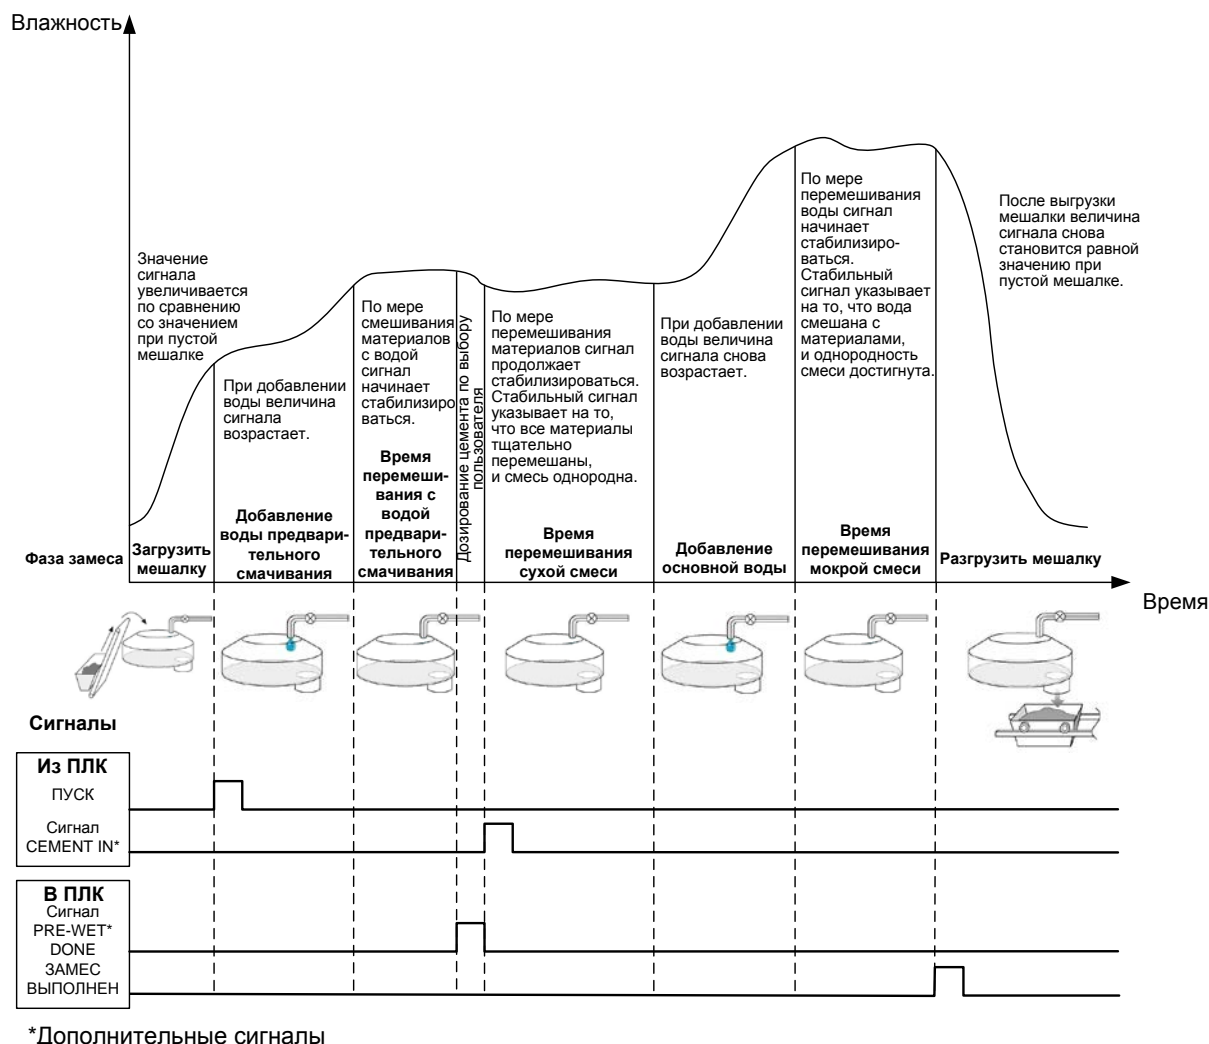 Влажность
Значение
сигнала
увеличивается
по сравнению
со значением
при пустой
мешалке
При добавлении
воды величина
сигнала
возрастает.
По мере
смешивания
материалов
с водой
сигнал
начинает
стабилизиро
ваться.
Дозирование цемента по выбору
пользователя
По мере
перемешивания
материалов сигнал
продолжает
стабилизироваться.
Стабильный сигнал
указывает на то,
что все материалы
тщательно
перемешаны,
и смесь однородна.
При добавлении
воды величина
сигнала снова
возрастает.
По мере
перемешивания
воды сигнал
начинает
стабилизиро-
ваться.
Стабильный
сигнал указывает
на то, что вода
смешана с
материалами,
и однородность
смеси достигнута.
После выгрузки
мешалки величина
сигнала снова
становится равной
значению при
пустой мешалке.
Фаза замеса
Загрузить
мешалку
Добавление
воды предвари-
тельного
смачивания
Время
перемеши-
вания с
водой
предвари-
тельного
смачивания
Время
перемешивания
сухой смеси
Добавление
основной воды
Время
перемешивания
мокрой смеси
Разгрузить мешалку
Время
Сигналы
Из ПЛК
ПУСК
Сигнал
CEMENT IN*
В ПЛК
Сигнал
PRE-WET*
DONE
ЗАМЕС
ВЫПОЛНЕН
*Дополнительные сигналы